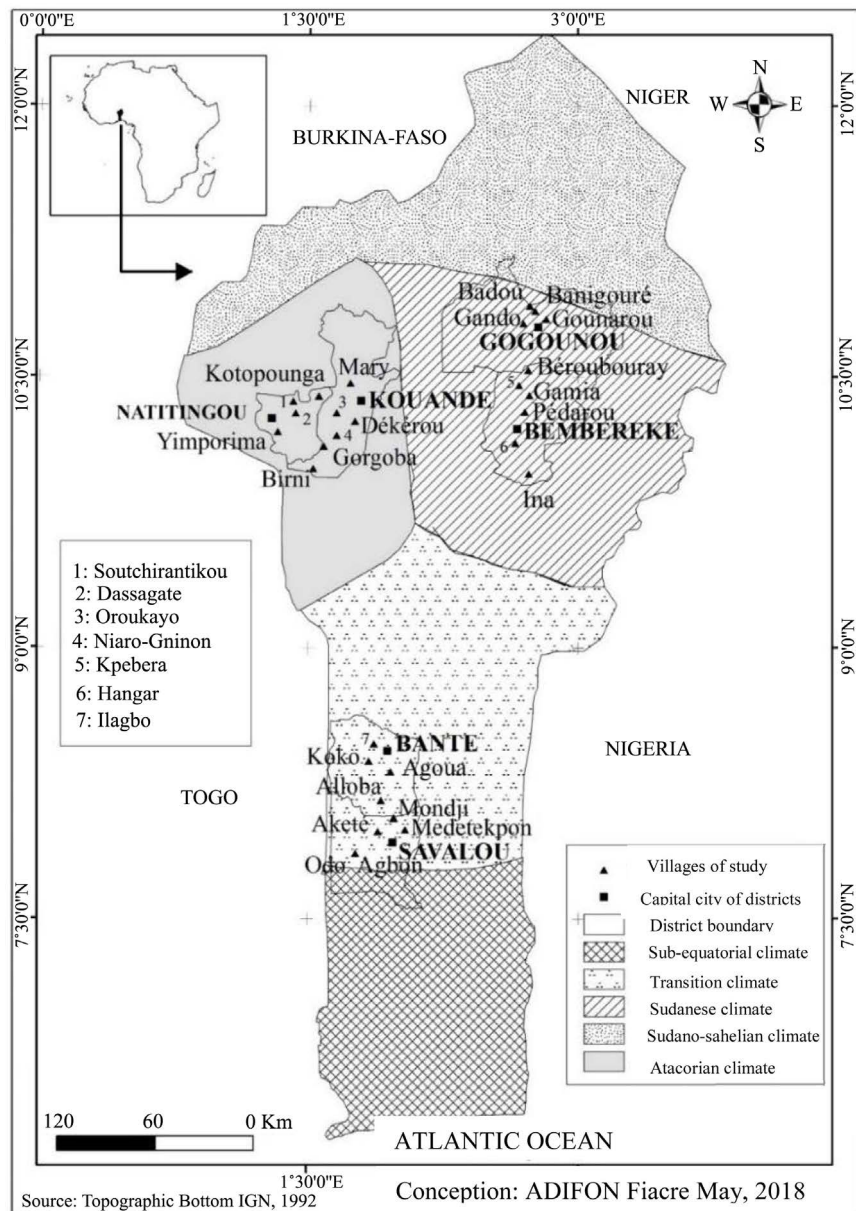 0°0'0"E
1°30'0"E
3°0'0"E
12°0'0"N
12°0'0"N
N
W
E
S
NIGER
BURKINA-FASO
Badou
Banigouré
Gando
Gounarou
GOGOUNOU
10°30'0"N
10°30'0"N
Béroubouray
Kotopounga
Mary
5
Gamia
1
2
3
KOUANDE
Pédarou
NATITINGOU
Dékérou
BEMBEREKE
Yimporima
4
6
Gorgoba
Birni
Ina
1: Soutchirantikou
2: Dassagate
3: Oroukayo
4: Niaro-Gninon
5: Kpebera
6: Hangar
7: Ilagbo
9°0'0"N
9°0'0"N
7
BANTE
NIGERIA
Koko
Agoua
TOGO
Alloba
Mondji
Akété
Medetekpon
SAVALOU
Odo Agbon
7°30'0"N
7°30'0"N
Villages of study
Capital city of districts
District boundary
Sub-equatorial climate
Transition climate
Sudanese climate
Sudano-sahelian climate
Atacorian climate
120 60 0 Km
ATLANTIC OCEAN
1°30'0"E
Source: Topographic Bottom IGN, 1992
Conception: ADIFON Fiacre May, 2018